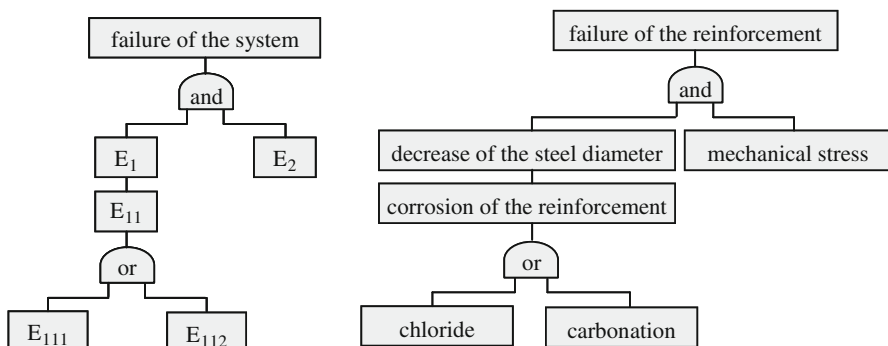 failure of the system
and
E₁
E₂
E₁₁
or
E₁₁₁
E₁₁₂
failure of the reinforcement
and
decrease of the steel diameter
mechanical stress
corrosion of the reinforcement
or
chloride
carbonation